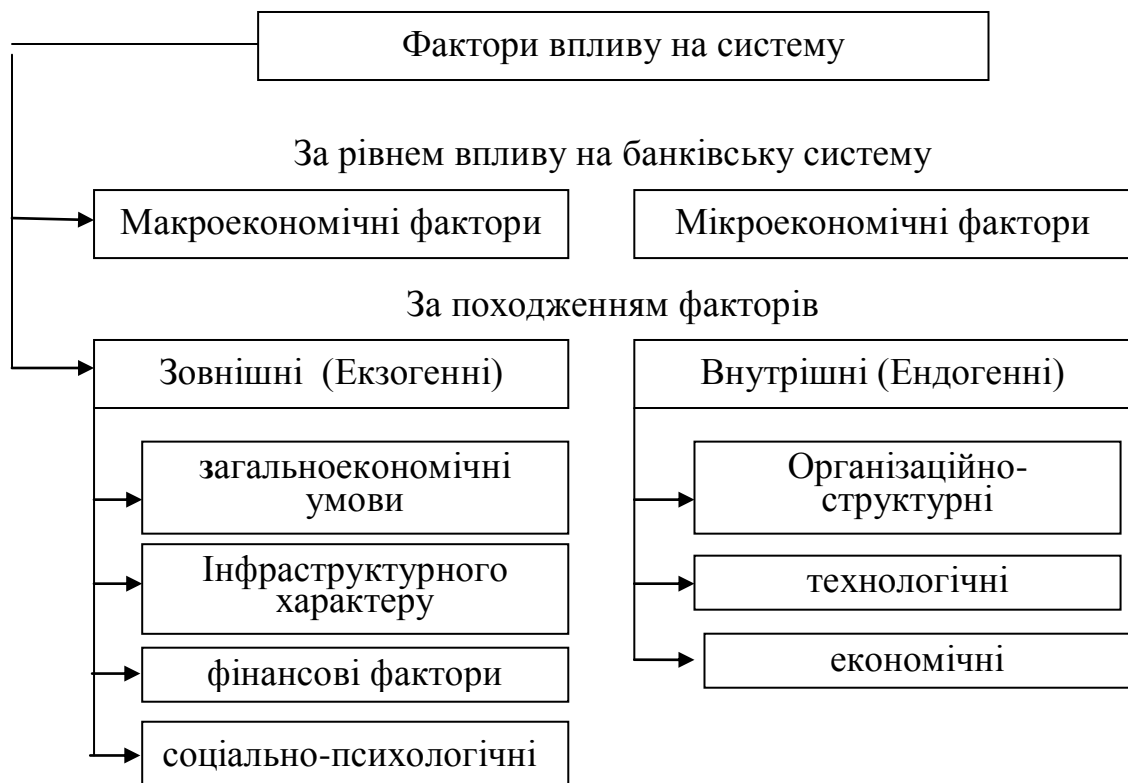 Фактори впливу на систему
За рівнем впливу на банківську систему
Макроекономічні фактори
Мікроекономічні фактори
За походженням факторів
Зовнішні (Екзогенні)
Внутрішні (Ендогенні)
загальноекономічні
умови
Інфраструктурного
характеру
фінансові фактори
соціально-психологічні
Організаційно-
структурні
технологічні
економічні